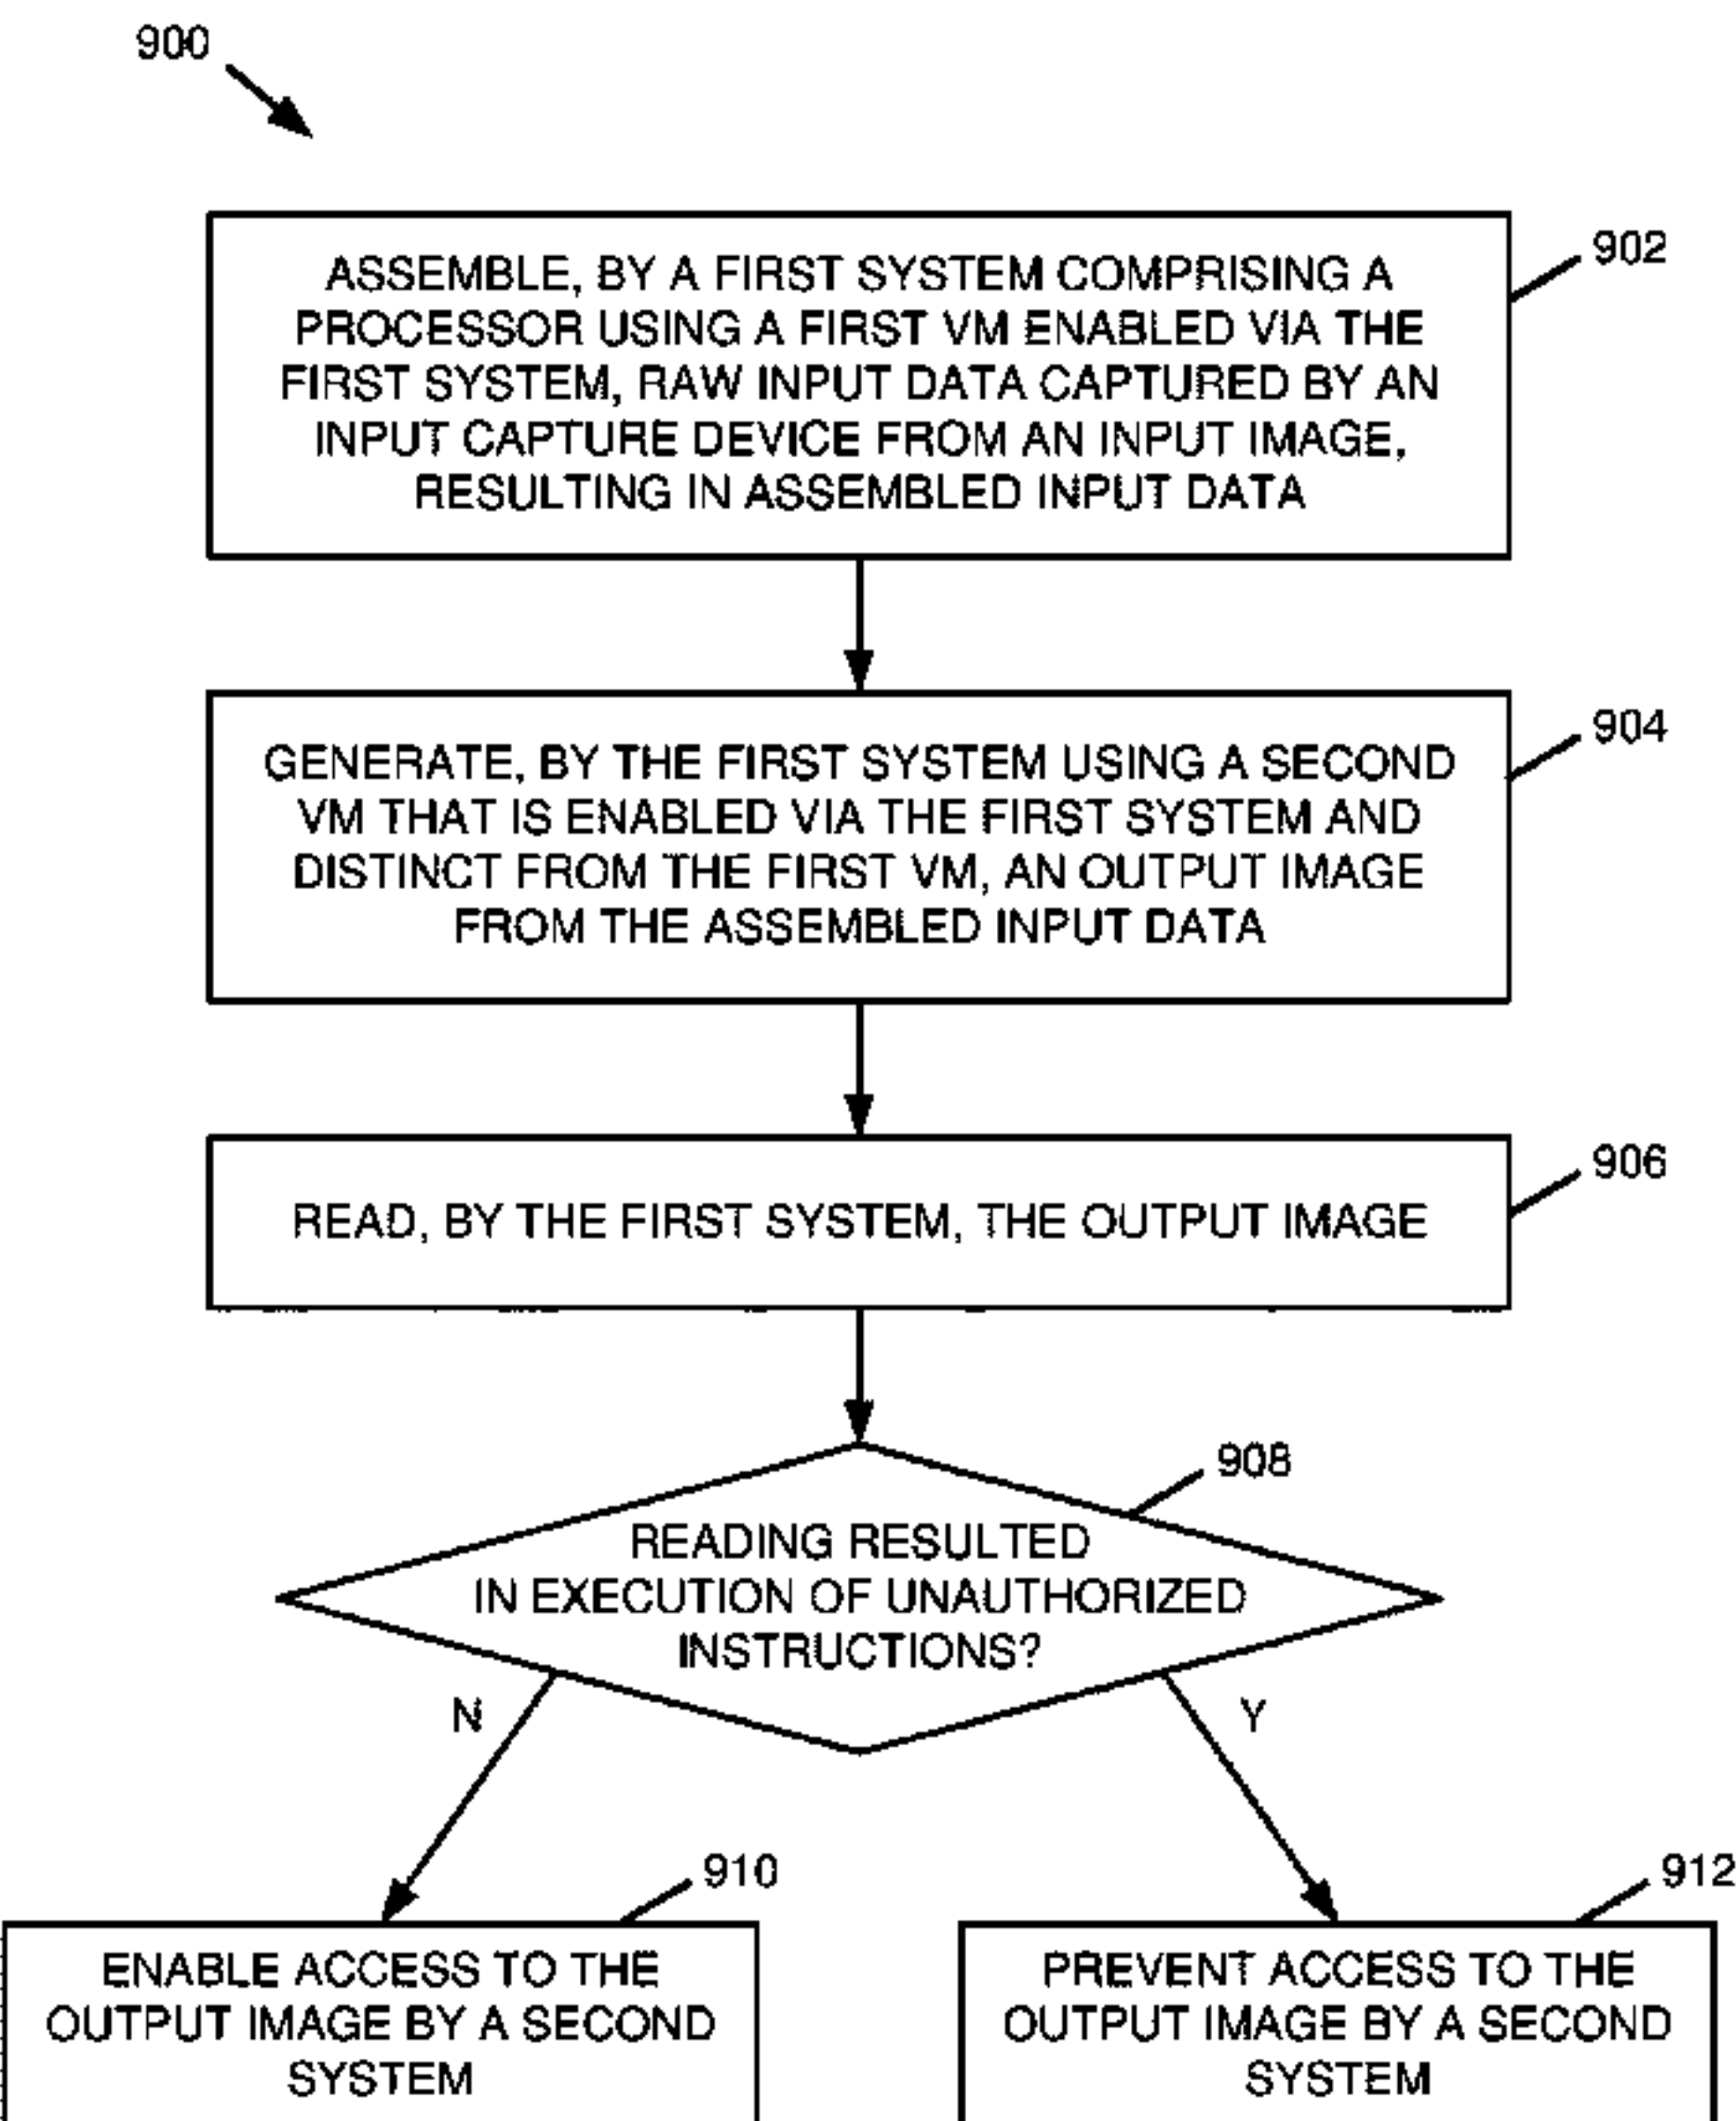 900
902
ASSEMBLE, BY A FIRST SYSTEM COMPRISING A
PROCESSOR USING A FIRST VM ENABLED VIA THE
FIRST SYSTEM, RAW INPUT DATA CAPTURED BY AN
INPUT CAPTURE DEVICE FROM AN INPUT IMAGE,
RESULTING IN ASSEMBLED INPUT DATA
904
GENERATE, BY THE FIRST SYSTEM USING A SECOND
VM THAT IS ENABLED VIA THE FIRST SYSTEM AND
DISTINCT FROM THE FIRST VM, AN OUTPUT IMAGE
FROM THE ASSEMBLED INPUT DATA
906
READ, BY THE FIRST SYSTEM, THE OUTPUT IMAGE
908
READING RESULTED
IN EXECUTION OF UNAUTHORIZED
INSTRUCTIONS?
N
Y
910
ENABLE ACCESS TO THE
OUTPUT IMAGE BY A SECOND
SYSTEM
912
PREVENT ACCESS TO THE
OUTPUT IMAGE BY A SECOND
SYSTEM